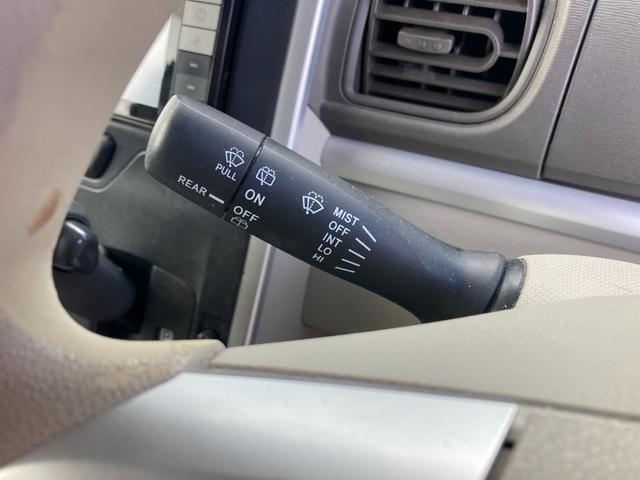 PULL
REAR
ON
OFF
MIST
OFF
INT
LO
HI